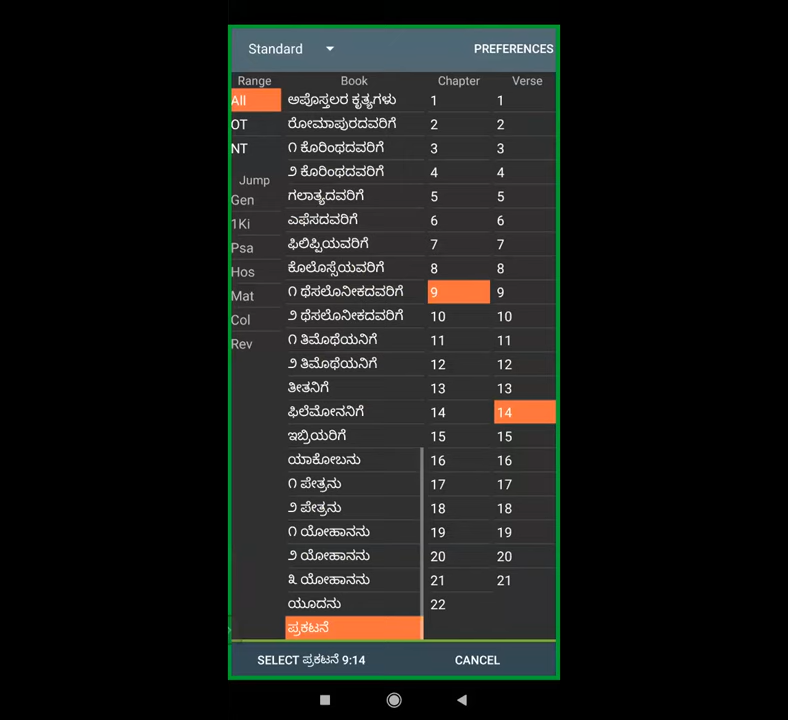 Standard PREFERENCES
Range Book Chapter Verse
All ಅಪೊಸ್ತಲರ ಕೃತ್ಯಗಳು 1 1
OT ರೋಮಾಪುರದವರಿಗೆ 2 2
NT ೧ ಕೊರಿಂಥದವರಿಗೆ 3 3
೨ ಕೊರಿಂಥದವರಿಗೆ 4 4
Jump
Gen ಗಲಾತ್ಯದವರಿಗೆ 5 5
1Ki ಎಫೆಸದವರಿಗೆ 6 6
Psa ಫಿಲಿಪ್ಪಿಯವರಿಗೆ 7 7
Hos ಕೊಲೊಸ್ಸೆಯವರಿಗೆ 8 8
Mat ೧ ಥೆಸಲೊನೀಕದವರಿಗೆ 9 9
Col ೨ ಥೆಸಲೊನೀಕದವರಿಗೆ 10 10
Rev ೧ ತಿಮೊಥೆಯನಿಗೆ 11 11
೨ ತಿಮೊಥೆಯನಿಗೆ 12 12
ತೀತನಿಗೆ 13 13
ಫಿಲೆಮೋನನಿಗೆ 14 14
ಇಬ್ರಿಯರಿಗೆ 15 15
ಯಾಕೋಬನು 16 16
೧ ಪೇತ್ರನು 17 17
೨ ಪೇತ್ರನು 18 18
೧ ಯೋಹಾನನು 19 19
೨ ಯೋಹಾನನು 20 20
೩ ಯೋಹಾನನು 21 21
ಯೂದನು 22
ಪ್ರಕಟನೆ
SELECT ಪ್ರಕಟನೆ 9:14 CANCEL